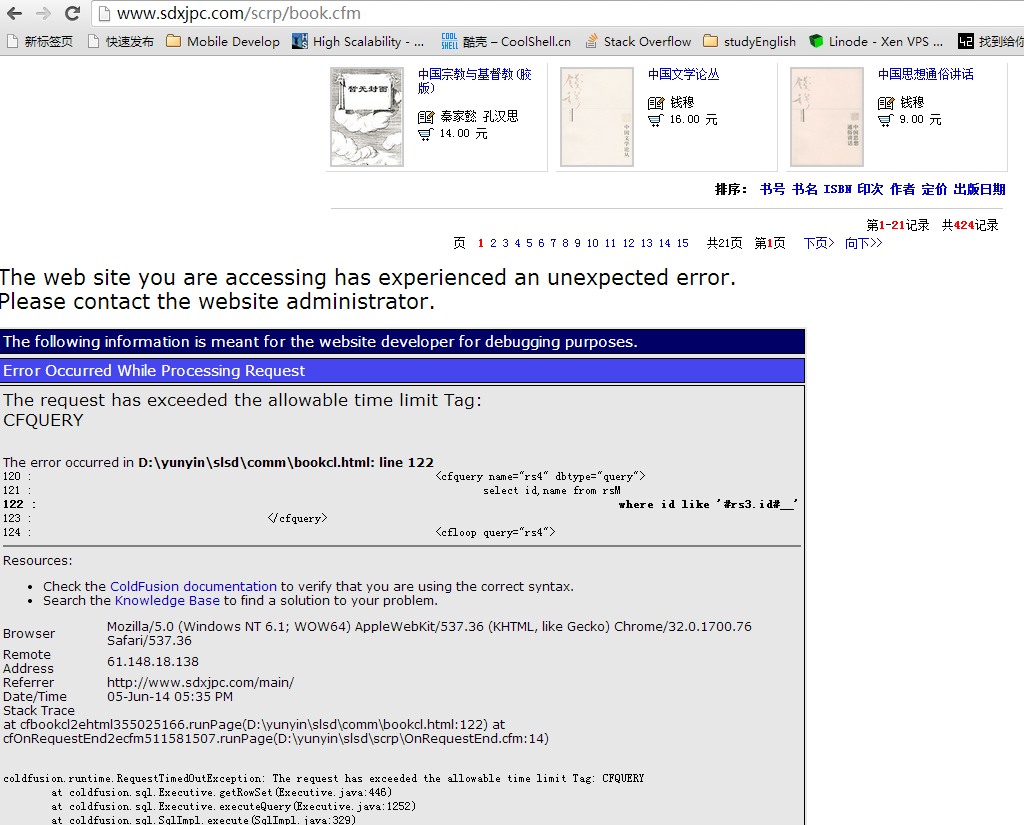 www.sdxjpc.com/scrp/book.cfm
新标签页 快速发布 Mobile Develop High Scalability - ... 酷壳 – CoolShell.cn Stack Overflow studyEnglish Linode - Xen VPS ... 找到给你
中国宗教与基督教(胶版)
秦家懿 孔汉思
14.00 元
暂无封面
中国文学论丛
钱穆
16.00 元
中国文学论丛
中国思想通俗讲话
钱穆
9.00 元
中国思想通俗讲话
排序： 书号 书名 ISBN 印次 作者 定价 出版日期
第1-21记录 共424记录
页 1 2 3 4 5 6 7 8 9 10 11 12 13 14 15 共21页 第1页 下页> 向下>>
The web site you are accessing has experienced an unexpected error.
Please contact the website administrator.
The following information is meant for the website developer for debugging purposes.
Error Occurred While Processing Request
The request has exceeded the allowable time limit Tag:
CFQUERY
The error occurred in D:\yunyin\slsd\comm\bookcl.html: line 122
120 : <cfquery name="rs4" dbtype="query">
121 : select id,name from rsM
122 : where id like '#rs3.id#__'
123 : </cfquery>
124 : <cfloop query="rs4">
Resources:
• Check the ColdFusion documentation to verify that you are using the correct syntax.
• Search the Knowledge Base to find a solution to your problem.
Browser Mozilla/5.0 (Windows NT 6.1; WOW64) AppleWebKit/537.36 (KHTML, like Gecko) Chrome/32.0.1700.76
Safari/537.36
Remote
Address 61.148.18.138
Referrer http://www.sdxjpc.com/main/
Date/Time 05-Jun-14 05:35 PM
Stack Trace
at cfbookcl2ehtml355025166.runPage(D:\yunyin\slsd\comm\bookcl.html:122) at
cfOnRequestEnd2ecfm511581507.runPage(D:\yunyin\slsd\scrp\OnRequestEnd.cfm:14)
coldfusion.runtime.RequestTimedOutException: The request has exceeded the allowable time limit Tag: CFQUERY
at coldfusion.sql.Executive.getRowSet(Executive.java:446)
at coldfusion.sql.Executive.executeQuery(Executive.java:1252)
at coldfusion.sql.SqlImpl.execute(SqlImpl.java:329)